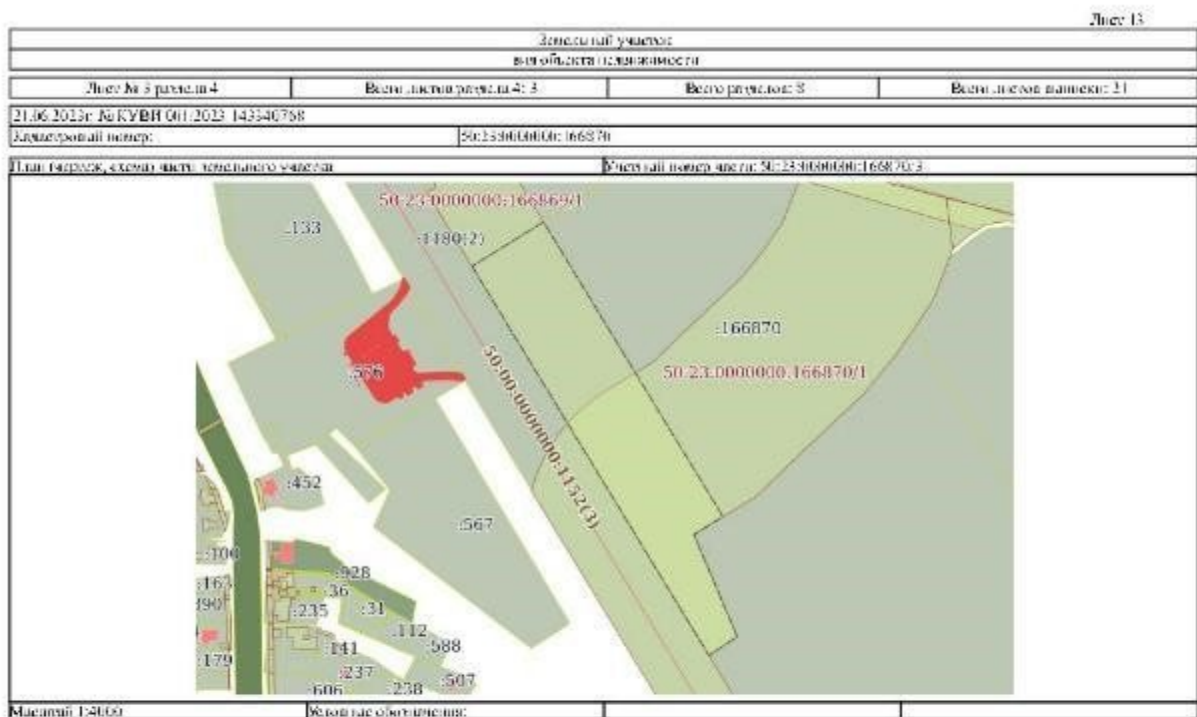 Лист 13
Земельный участок
вид объекта недвижимости
Лист № 3 раздела 4
Всего листов раздела 4: 3
Всего разделов: 8
Всего листов выписки: 21
21.06.2023г. № КУВИ-001/2023-143340768
Кадастровый номер:
50:23:0000000:166870
План (чертеж, схема) части земельного участка
Учетный номер части: 50:23:0000000:166870/3
50:23:0000000:166869/1
:133
:1180(2)
:166870
50:23:0000000:166870/1
:576
50:00:0000000:1152(3)
:452
:567
:100
:928
:163
:36
:235
:31
:112
:588
:141
:179
:237
:507
:606
:238
Масштаб 1:4000
Условные обозначения: